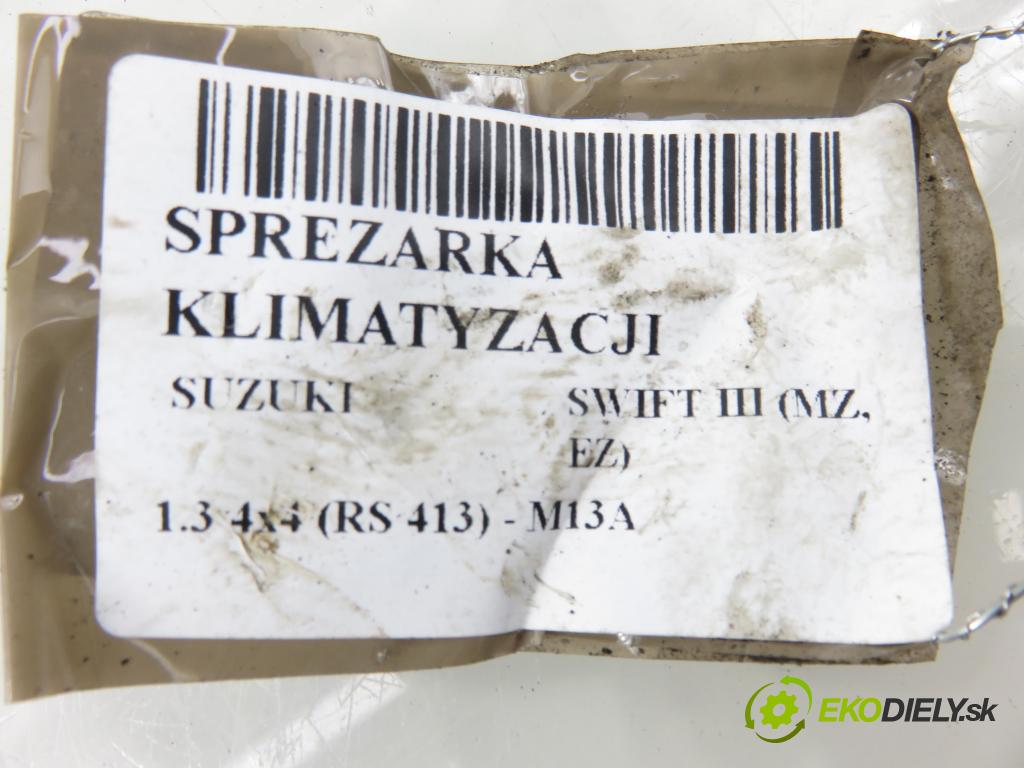 SPREZARKA
KLIMATYZACJI
SUZUKI SWIFT III (MZ,
EZ)
1.3 4x4 (RS 413) - M13A
EKODIELY.sk